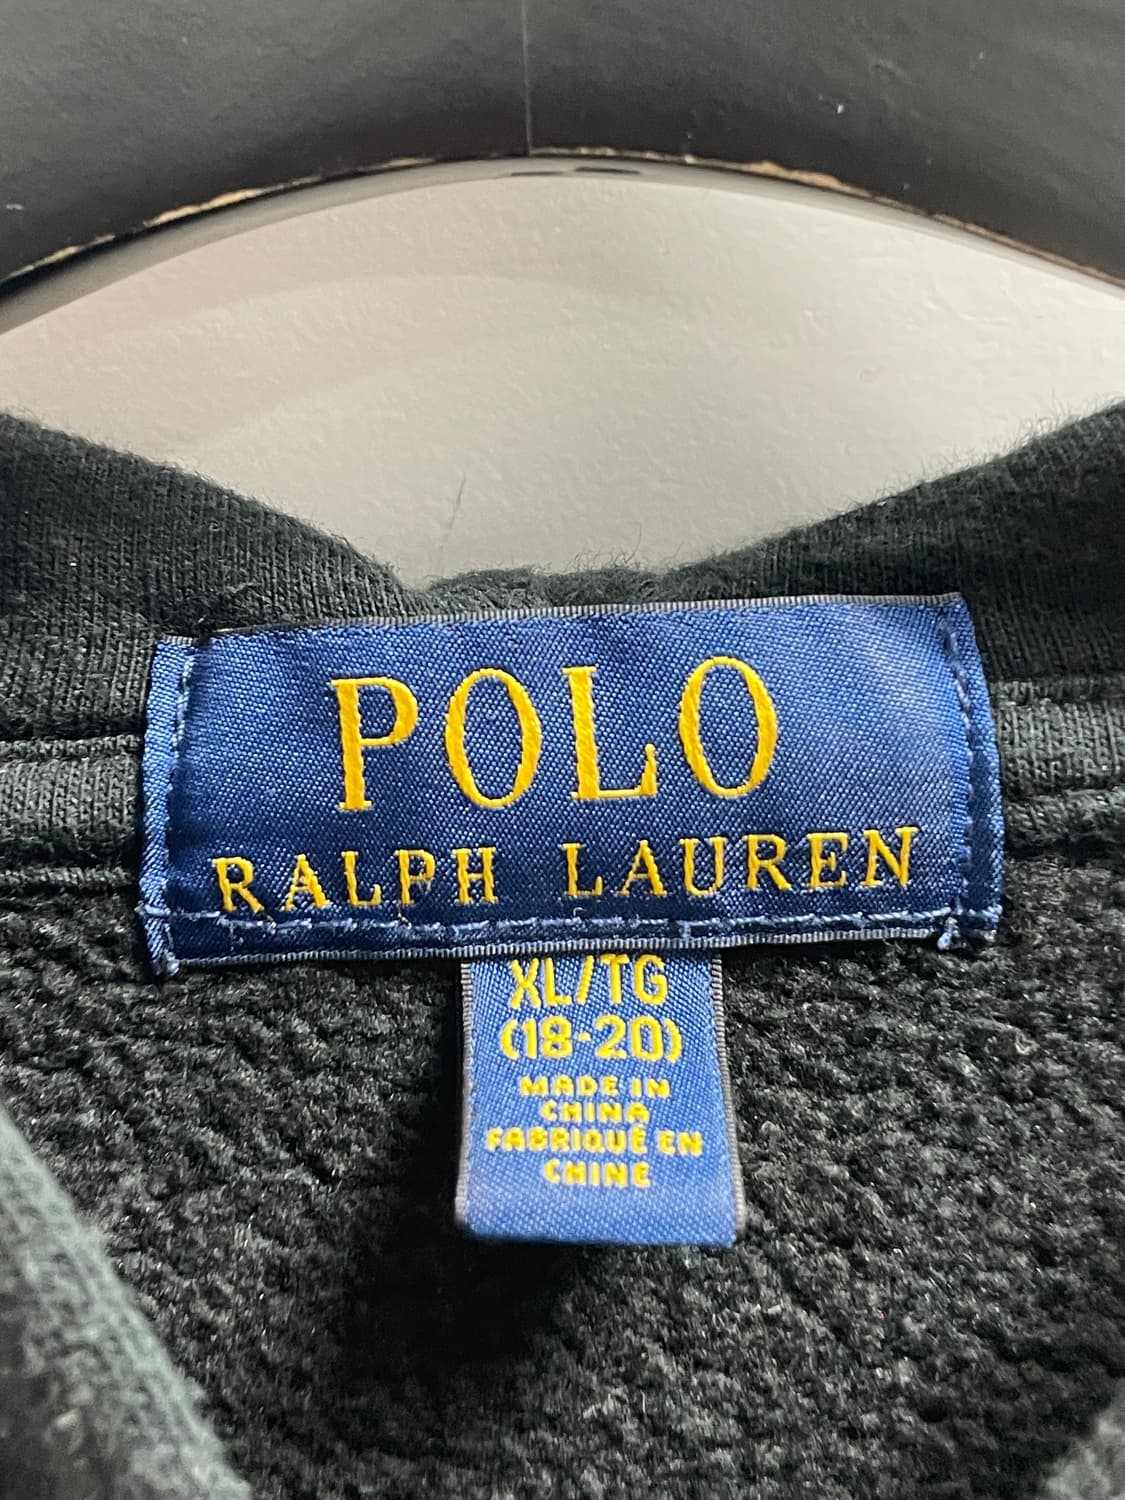 POLO
RALPH LAUREN
XL/TG
(18-20)
MADE IN
CHINA
FABRIQUÉ EN
CHINE